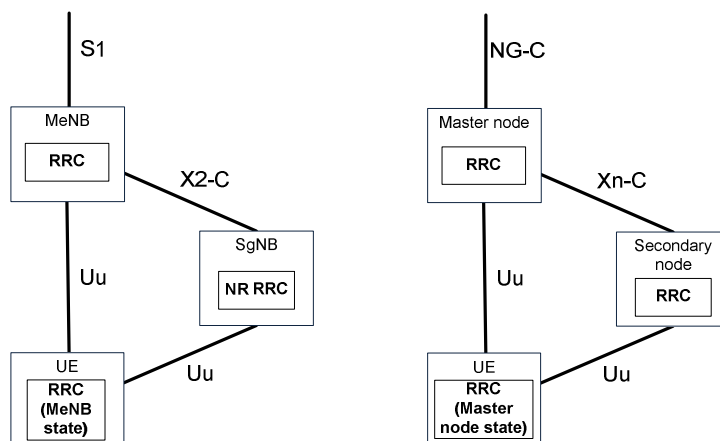 S1
MeNB
RRC
X2-C
Uu
SgNB
NR RRC
Uu
UE
RRC
(MeNB
state)
NG-C
Master node
RRC
Xn-C
Uu
Secondary
node
RRC
Uu
UE
RRC
(Master
node state)